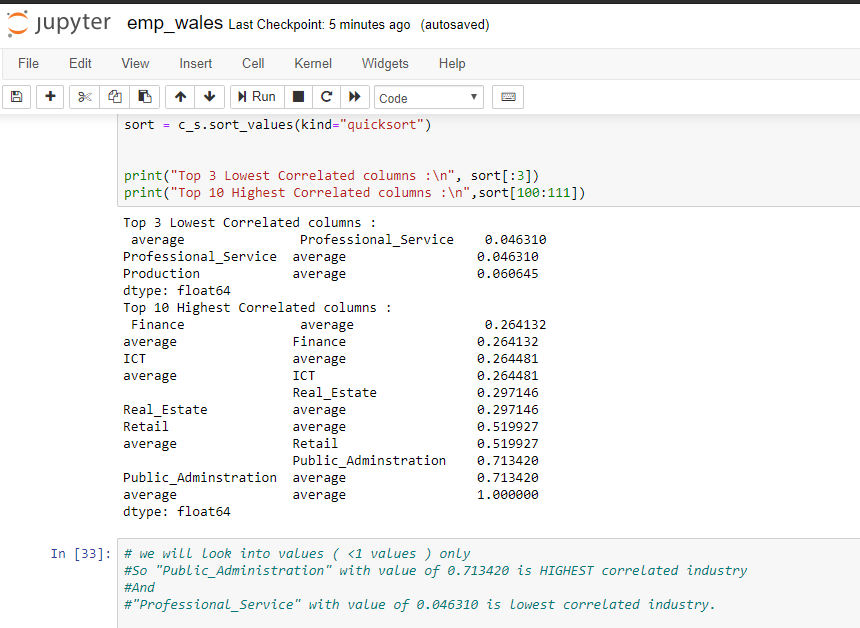 jupyter emp_wales Last Checkpoint: 5 minutes ago (autosaved)
File Edit View Insert Cell Kernel Widgets Help
Run Code
sort = c_s.sort_values(kind="quicksort")
print("Top 3 Lowest Correlated columns :\n", sort[:3])
print("Top 10 Highest Correlated columns :\n",sort[100:111])
Top 3 Lowest Correlated columns :
average Professional_Service 0.046310
Professional_Service average 0.046310
Production average 0.060645
dtype: float64
Top 10 Highest Correlated columns :
Finance average 0.264132
average Finance 0.264132
ICT average 0.264481
average ICT 0.264481
Real_Estate 0.297146
Real_Estate average 0.297146
Retail average 0.519927
average Retail 0.519927
Public_Adminstration 0.713420
Public_Adminstration average 0.713420
average average 1.000000
dtype: float64
In [33]: # we will look into values ( <1 values ) only
#So "Public_Administration" with value of 0.713420 is HIGHEST correlated industry
#And
#"Professional_Service" with value of 0.046310 is lowest correlated industry.